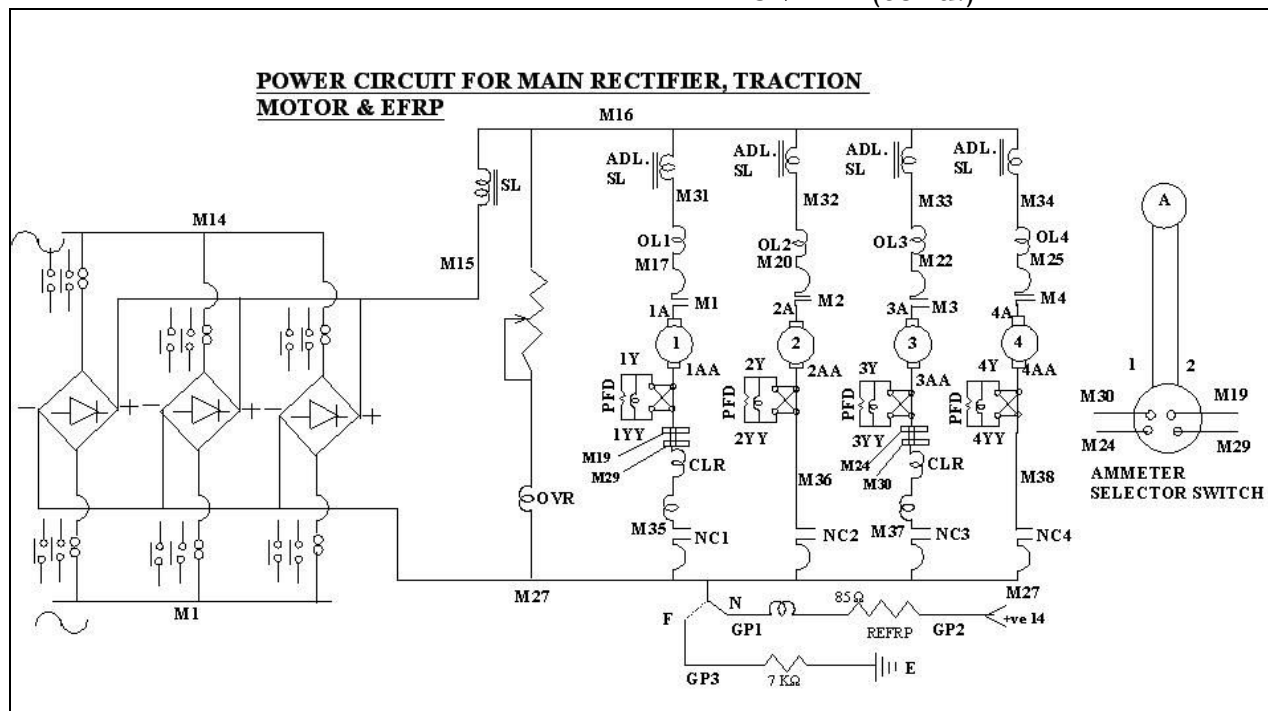 POWER CIRCUIT FOR MAIN RECTIFIER, TRACTION
MOTOR & EFRP
M16
ADL.
SL
ADL.
SL
ADL.
SL
ADL.
SL
SL
M31
M32
M33
M34
A
M14
M15
OL1
OL2
OL3
OL4
M17
M20
M22
M25
M1
M2
M3
M4
1A
2A
3A
4A
1
2
3
4
1AA
2AA
3AA
4AA
1Y
2Y
3Y
4Y
PFD
PFD
PFD
PFD
1YY
2YY
3YY
4YY
1
2
M30
M19
M24
M29
AMMETER
SELECTOR SWITCH
M19
M29
M24
M30
CLR
CLR
M36
M38
OVR
M35
M37
NC1
NC2
NC3
NC4
M1
M27
M27
F
N
GP1
85Ω
REFRP
GP2
+ve 14
GP3
7 KΩ
E